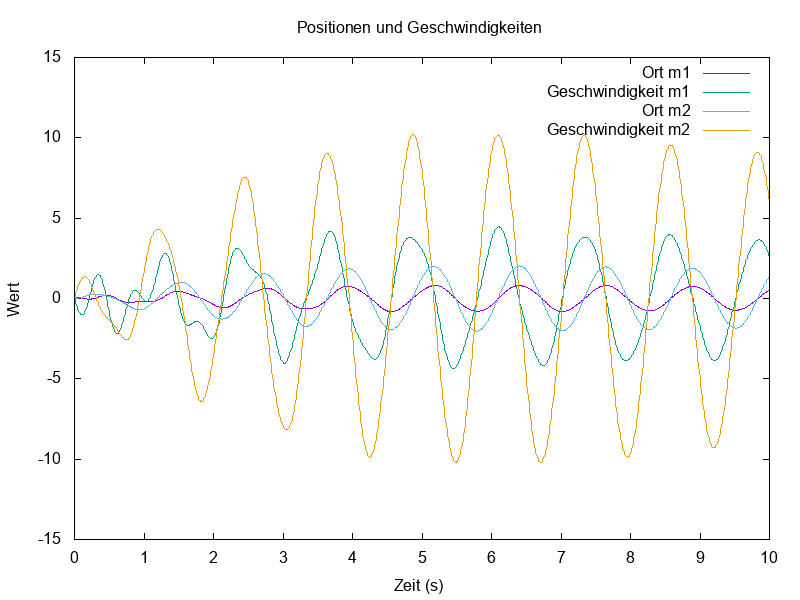 Positionen und Geschwindigkeiten
15
10
5
0
-5
-10
-15
Wert
Ort m1
Geschwindigkeit m1
Ort m2
Geschwindigkeit m2
0 1 2 3 4 5 6 7 8 9 10
Zeit (s)